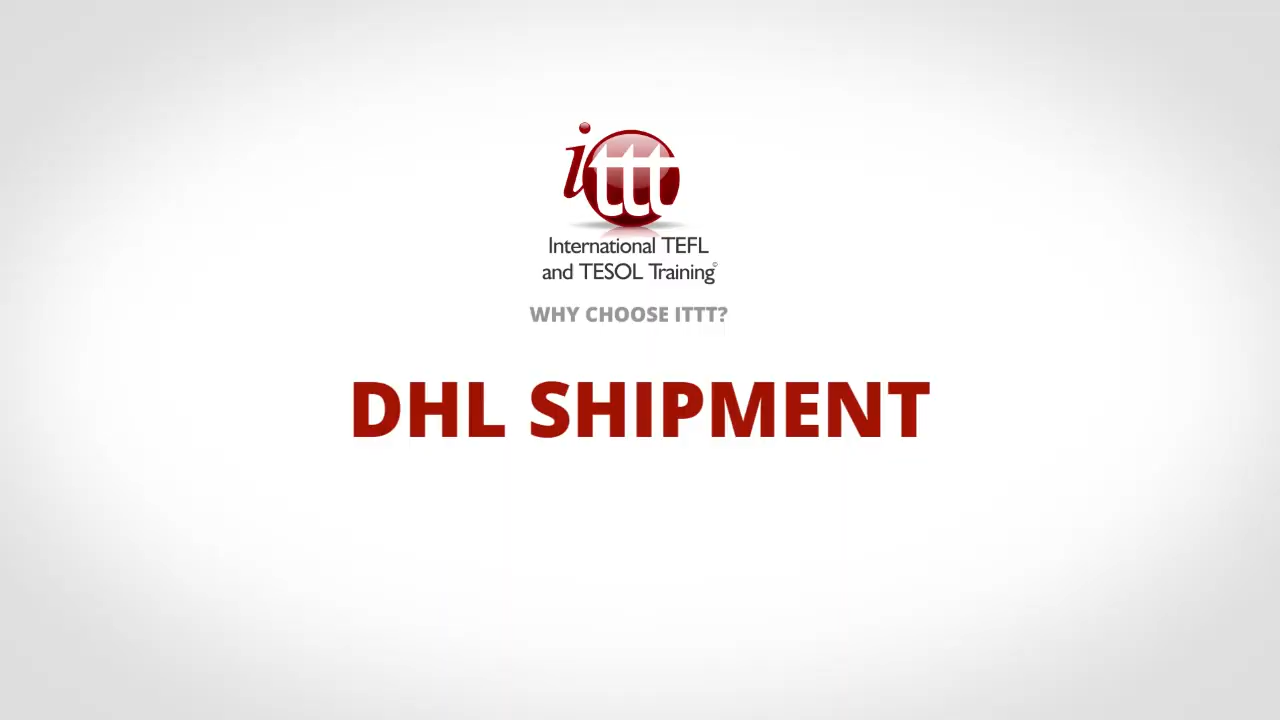 ittt
International TEFL
and TESOL Training©
WHY CHOOSE ITTT?
DHL SHIPMENT